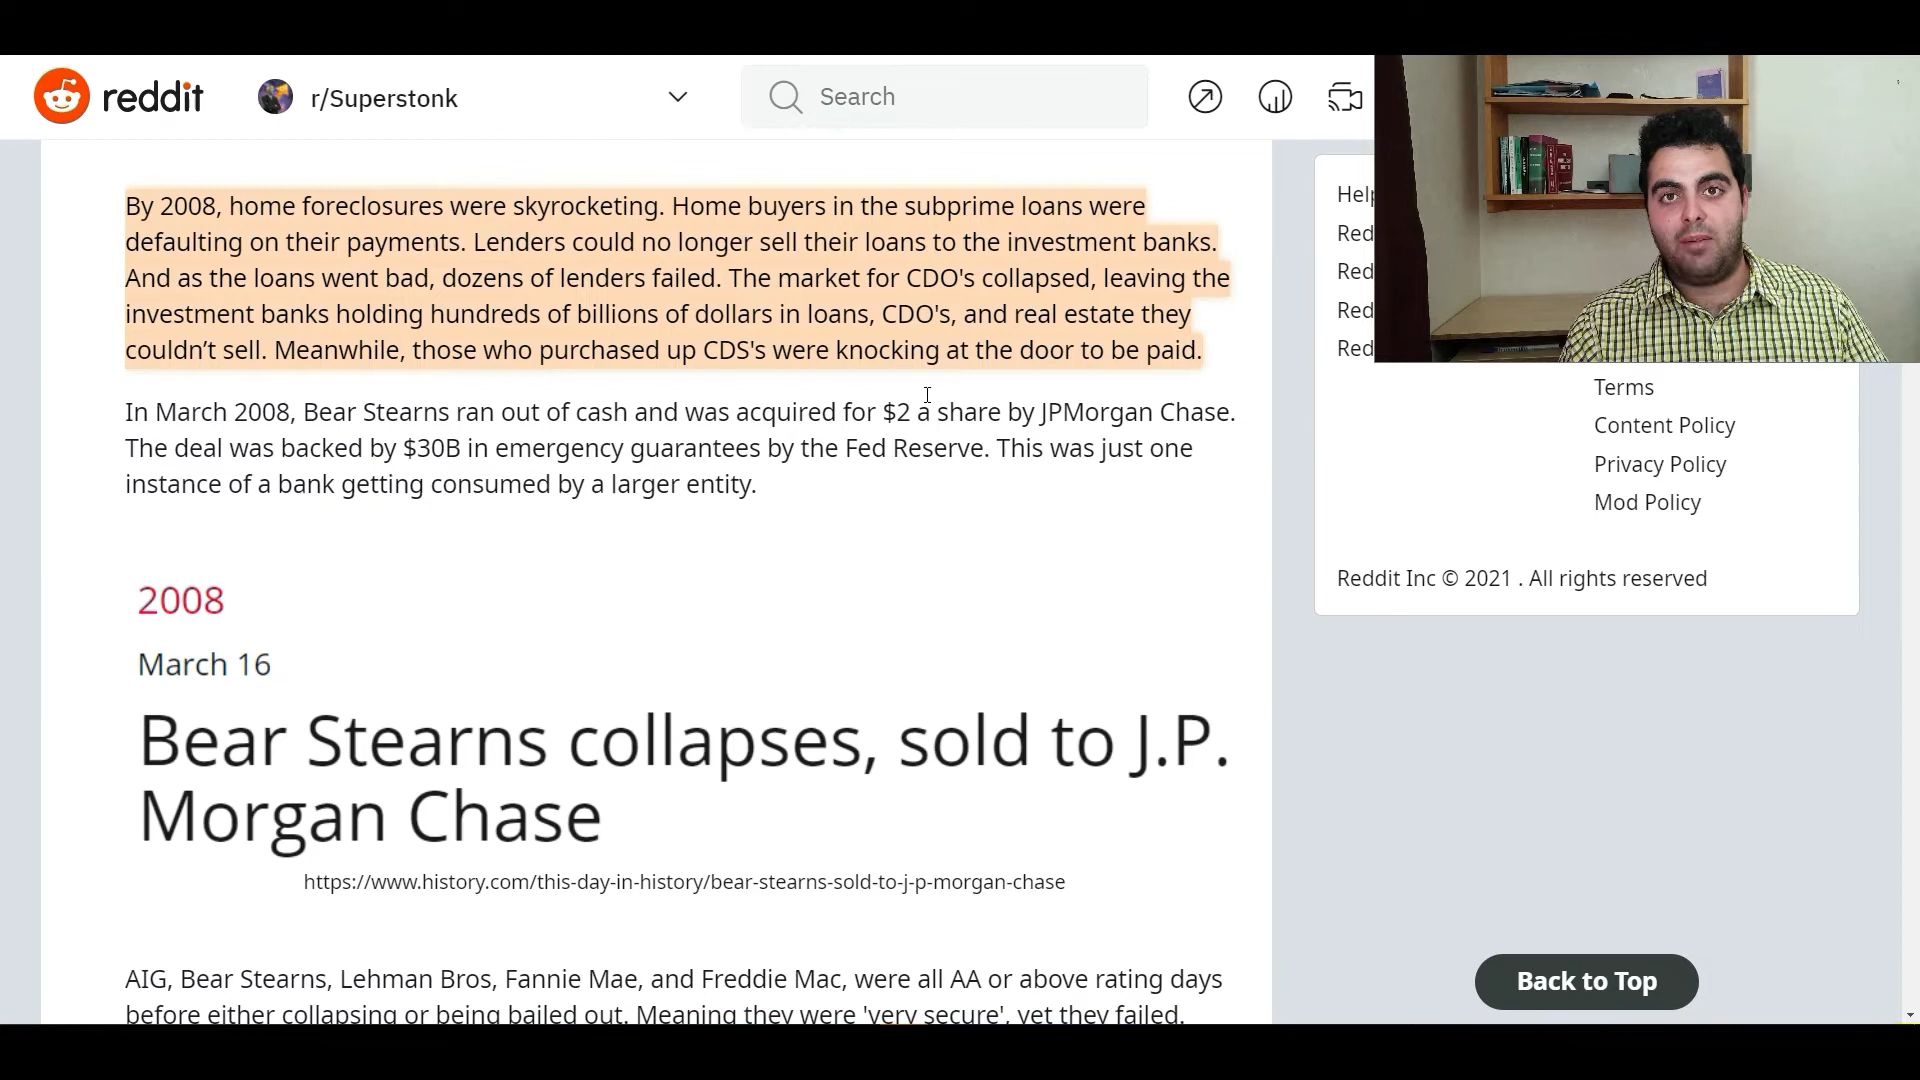 reddit
r/Superstonk
Search
By 2008, home foreclosures were skyrocketing. Home buyers in the subprime loans were
defaulting on their payments. Lenders could no longer sell their loans to the investment banks.
And as the loans went bad, dozens of lenders failed. The market for CDO's collapsed, leaving the
investment banks holding hundreds of billions of dollars in loans, CDO's, and real estate they
couldn't sell. Meanwhile, those who purchased up CDS's were knocking at the door to be paid.
In March 2008, Bear Stearns ran out of cash and was acquired for $2 a share by JPMorgan Chase.
The deal was backed by $30B in emergency guarantees by the Fed Reserve. This was just one
instance of a bank getting consumed by a larger entity.
2008
March 16
Bear Stearns collapses, sold to J.P.
Morgan Chase
https://www.history.com/this-day-in-history/bear-stearns-sold-to-j-p-morgan-chase
AIG, Bear Stearns, Lehman Bros, Fannie Mae, and Freddie Mac, were all AA or above rating days
before either collapsing or being bailed out. Meaning they were 'very secure', yet they failed.
Help
Red
Red
Red
Red
Terms
Content Policy
Privacy Policy
Mod Policy
Reddit Inc © 2021 . All rights reserved
Back to Top